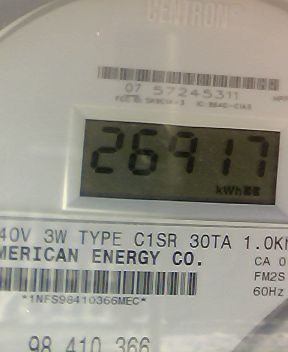 CENTRON
07 57245311
26917
kWh
40V 3W TYPE C1SR 30TA 1.0K
MERICAN ENERGY CO.
CA 0
FM2S
*1NFS98410366MEC*
60Hz
98 410 366